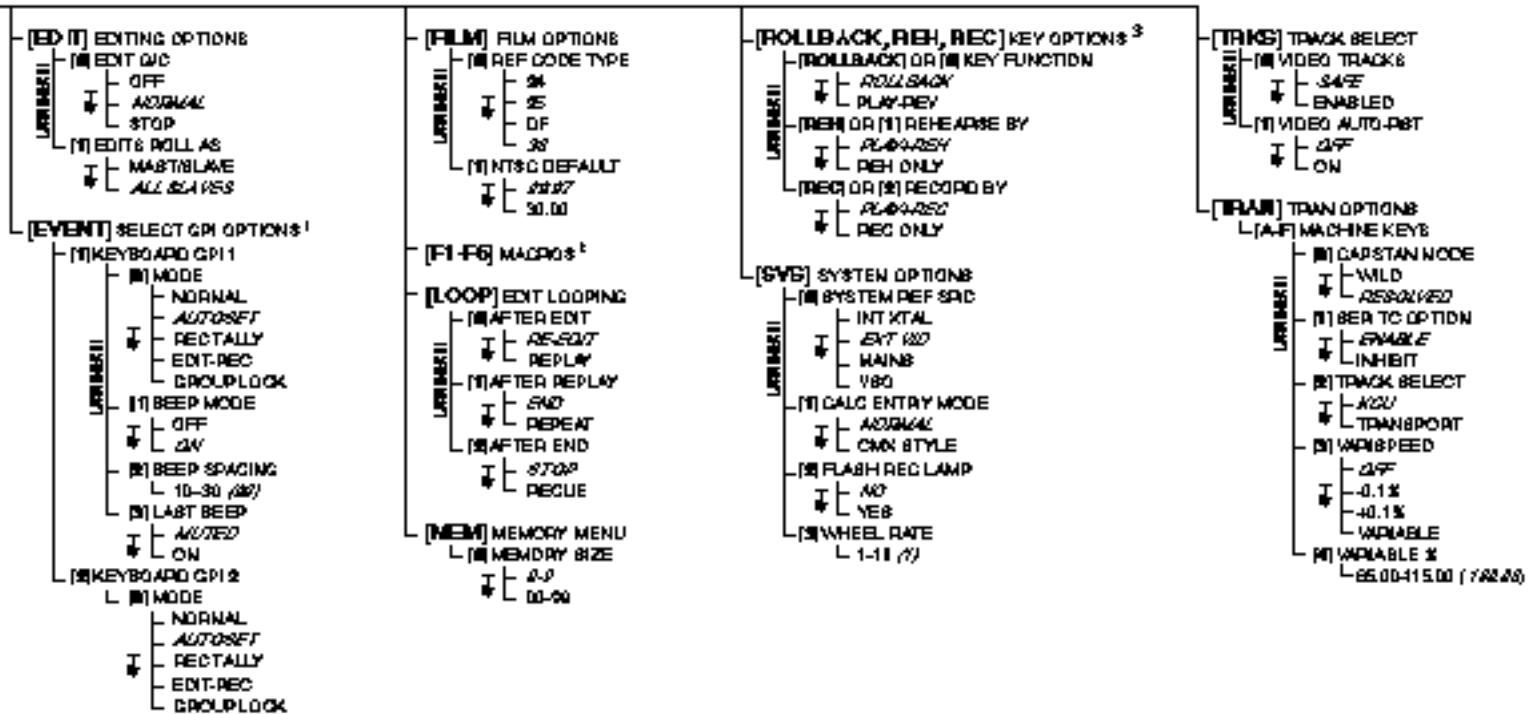 [EDIT] EDITING OPTIONS
[0] EDIT O/C
OFF
NORMAL
STOP
[1] EDITS ROLL AS
MAST/SLAVE
ALL SLAVES
[EVENT] SELECT GPI OPTIONS 1
[1] KEYBOARD GPI 1
[0] MODE
NORMAL
AUTOSET
RECTALLY
EDIT-REC
GROUP LOCK
[1] BEEP MODE
OFF
ON
[2] BEEP SPACING
10-30
[3] LAST BEEP
MUTED
ON
[2] KEYBOARD GPI 2
[0] MODE
NORMAL
AUTOSET
RECTALLY
EDIT-REC
GROUP LOCK
[FILM] FILM OPTIONS
[0] REF CODE TYPE
24
25
DF
30
[1] NTSC DEFAULT
29.97
30.00
[F1-F5] MACROS
[LOOP] EDIT LOOPING
[0] AFTER EDIT
RE-EDIT
REPLAY
[1] AFTER REPLAY
END
REPEAT
[2] AFTER END
STOP
RECUE
[MEM] MEMORY MENU
[0] MEMORY SIZE
0-9
00-99
[ROLLBACK, REH, REC] KEY OPTIONS 3
[ROLLBACK] OR [0] KEY FUNCTION
ROLLBACK
PLAY-REV
[REH] OR [1] REHEARSE BY
PLAY+REH
REH ONLY
[REC] OR [2] RECORD BY
PLAY+REC
REC ONLY
[SYS] SYSTEM OPTIONS
[0] SYSTEM REF SRC
INT XTAL
EXT VID
MAINS
VSO
[1] CALC ENTRY MODE
NORMAL
CMX STYLE
[2] FLASH REC LAMP
NO
YES
[3] WHEEL RATE
(1)
[TRKS] TRACK SELECT
[0] VIDEO TRACKS
SAFE
ENABLED
[1] VIDEO AUTO-RST
OFF
ON
[TRAN] TRAN OPTIONS
[A-F] MACHINE KEYS
[0] CAPSTAN MODE
WILD
RESOLVED
[1] SER TC OPTION
ENABLE
INHIBIT
[2] TRACK SELECT
KCU
TRANSPORT
[3] VARISPEED
OFF
-0.1%
+0.1%
VARIABLE
[4] VARIABLE %
85.00-115.00 (100.00)